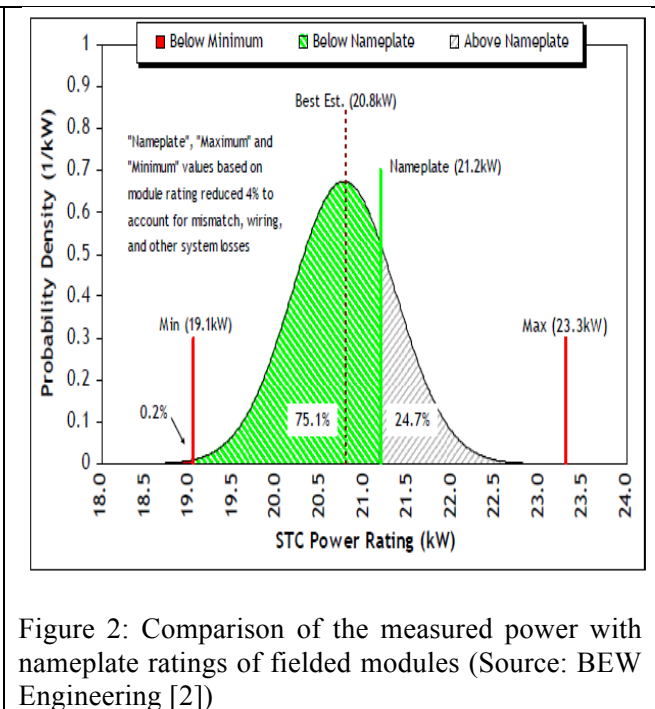 Below Minimum Below Nameplate Above Nameplate
Best Est. (20.8kW)
"Nameplate", "Maximum" and
"Minimum" values based on
module rating reduced 4% to
account for mismatch, wiring,
and other system losses
Nameplate (21.2kW)
Min (19.1kW)
Max (23.3kW)
0.2%
75.1%
24.7%
Probability Density (1/kW)
1
0.9
0.8
0.7
0.6
0.5
0.4
0.3
0.2
0.1
0
18.0 18.5 19.0 19.5 20.0 20.5 21.0 21.5 22.0 22.5 23.0 23.5 24.0
STC Power Rating (kW)
Figure 2: Comparison of the measured power with
nameplate ratings of fielded modules (Source: BEW
Engineering [2])